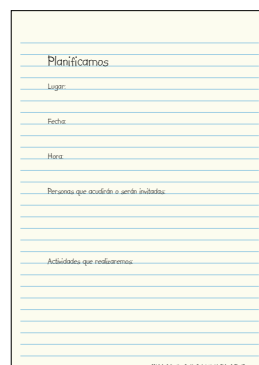 Planificamos
Lugar:
Fecha:
Hora:
Personas que acudirán o serán invitadas:
Actividades que realizaremos: